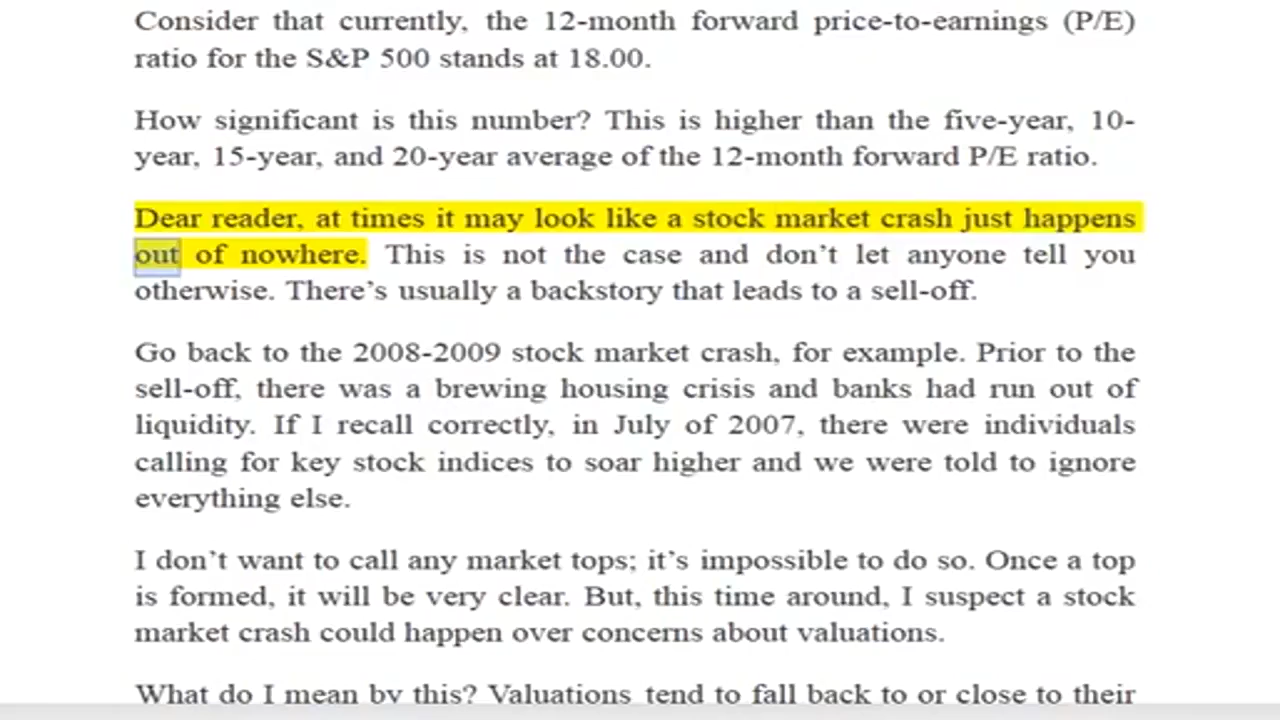 Consider that currently, the 12-month forward price-to-earnings (P/E)
ratio for the S&P 500 stands at 18.00.
How significant is this number? This is higher than the five-year, 10-
year, 15-year, and 20-year average of the 12-month forward P/E ratio.
Dear reader, at times it may look like a stock market crash just happens
out of nowhere. This is not the case and don’t let anyone tell you
otherwise. There’s usually a backstory that leads to a sell-off.
Go back to the 2008-2009 stock market crash, for example. Prior to the
sell-off, there was a brewing housing crisis and banks had run out of
liquidity. If I recall correctly, in July of 2007, there were individuals
calling for key stock indices to soar higher and we were told to ignore
everything else.
I don’t want to call any market tops; it’s impossible to do so. Once a top
is formed, it will be very clear. But, this time around, I suspect a stock
market crash could happen over concerns about valuations.
What do I mean by this? Valuations tend to fall back to or close to their